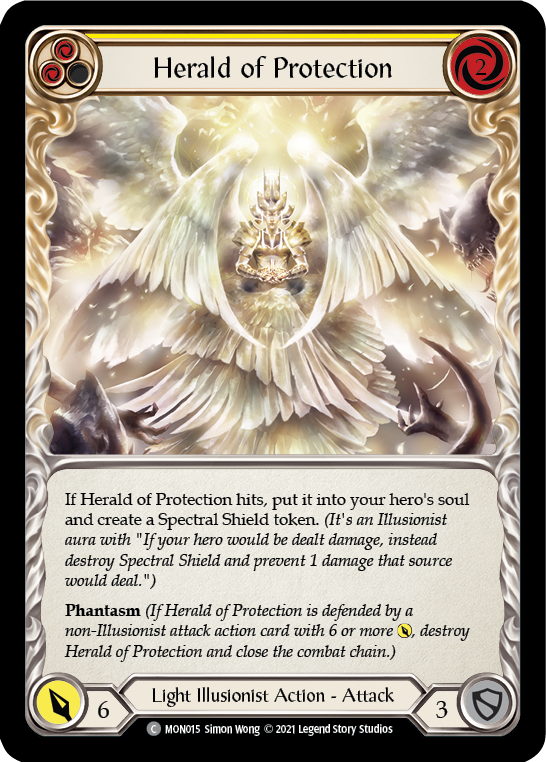 Herald of Protection
2
If Herald of Protection hits, put it into your hero's soul
and create a Spectral Shield token. (It's an Illusionist
aura with "If your hero would be dealt damage, instead
destroy Spectral Shield and prevent 1 damage that source
would deal.")
Phantasm (If Herald of Protection is defended by a
non-Illusionist attack action card with 6 or more , destroy
Herald of Protection and close the combat chain.)
6
Light Illusionist Action - Attack
3
C MON015 Simon Wong © 2021 Legend Story Studios